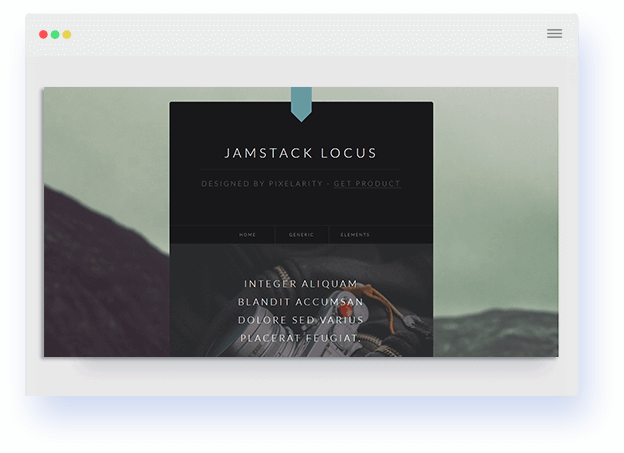 JAMSTACK LOCUS
DESIGNED BY PIXELARITY - GET PRODUCT
HOME GENERIC ELEMENTS
INTEGER ALIQUAM
BLANDIT ACCUMSAN
DOLORE SED VARIUS
PLACERAT FEUGIAT.